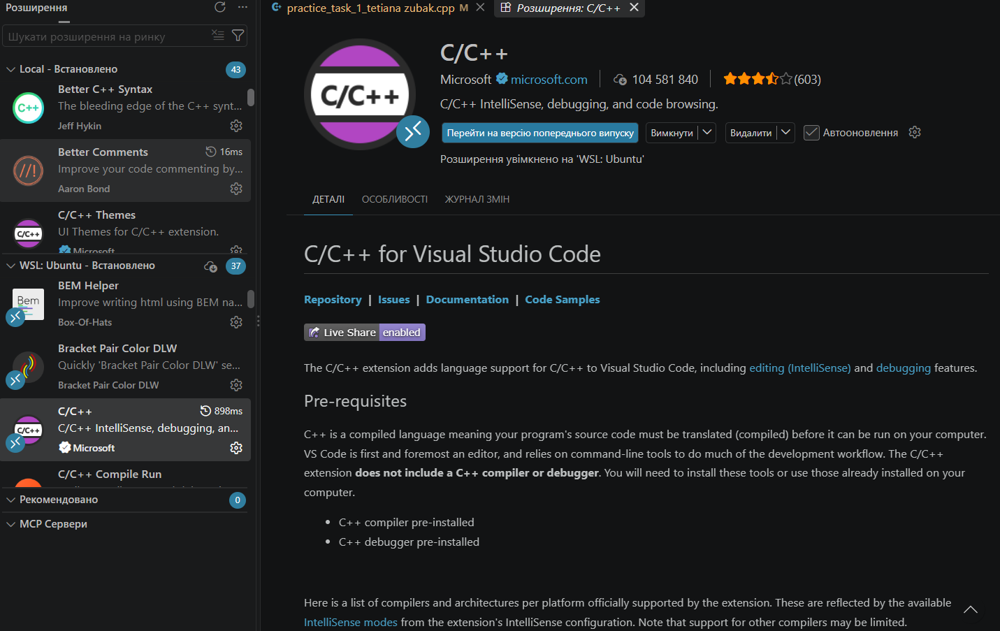 Розширення
Шукати розширення на ринку
Local - Встановлено
43
Better C++ Syntax
The bleeding edge of the C++ synt...
Jeff Hykin
Better Comments
16ms
Improve your code commenting by...
Aaron Bond
C/C++ Themes
UI Themes for C/C++ extension.
Microsoft
WSL: Ubuntu - Встановлено
37
BEM Helper
Improve writing html using BEM na...
Box-Of-Hats
Bracket Pair Color DLW
Quickly 'Bracket Pair Color DLW' se...
Bracket Pair Color DLW
C/C++
898ms
C/C++ IntelliSense, debugging, an...
Microsoft
C/C++ Compile Run
Рекомендовано
0
MCP Сервери
practice_task_1_tetiana zubak.cpp M
Розширення: C/C++
C/C++
C/C++
Microsoft microsoft.com
104 581 840
(603)
C/C++ IntelliSense, debugging, and code browsing.
Перейти на версію попереднього випуску
Вимкнути
Видалити
Автооновлення
Розширення увімкнено на 'WSL: Ubuntu'
ДЕТАЛІ ОСОБЛИВОСТІ ЖУРНАЛ ЗМІН
C/C++ for Visual Studio Code
Repository | Issues | Documentation | Code Samples
Live Share enabled
The C/C++ extension adds language support for C/C++ to Visual Studio Code, including editing (IntelliSense) and debugging features.
Pre-requisites
C++ is a compiled language meaning your program's source code must be translated (compiled) before it can be run on your computer.
VS Code is first and foremost an editor, and relies on command-line tools to do much of the development workflow. The C/C++
extension does not include a C++ compiler or debugger. You will need to install these tools or use those already installed on your
computer.
• C++ compiler pre-installed
• C++ debugger pre-installed
Here is a list of compilers and architectures per platform officially supported by the extension. These are reflected by the available
IntelliSense modes from the extension's IntelliSense configuration. Note that support for other compilers may be limited.